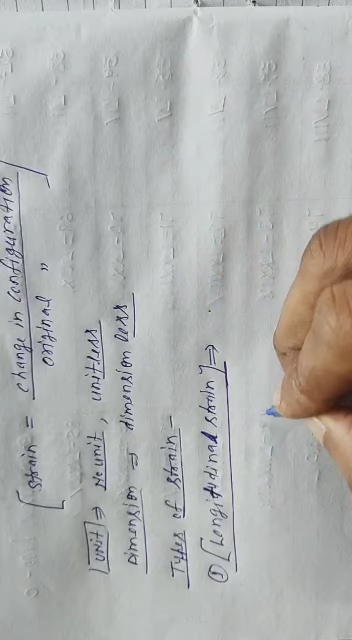 [strain = change in configuration
original "]
[unit] ⇒ no unit, unitless
Dimension ⇒ dimension less
Types of strain -
① [Longitudinal strain] ⇒